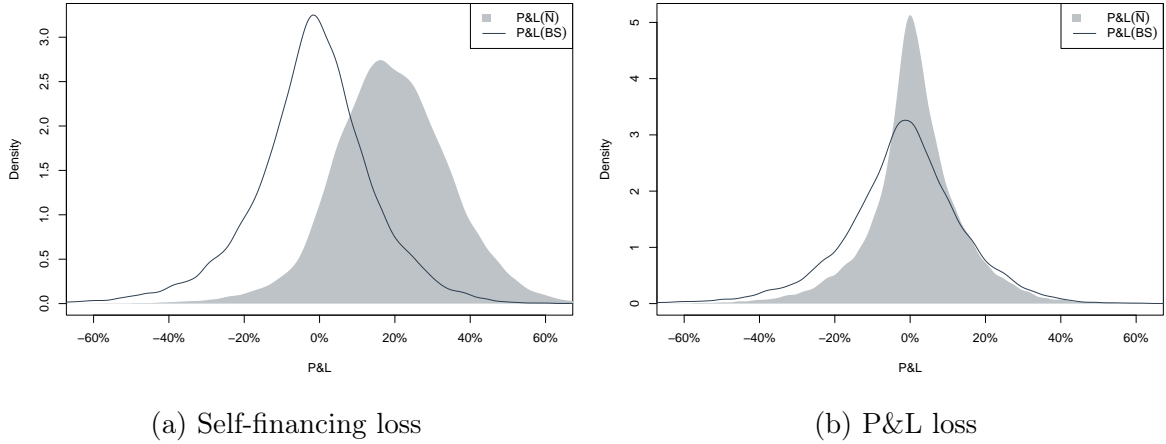 P&L(N̅)
P&L(BS)
3.0
2.5
2.0
1.5
1.0
0.5
0.0
Density
−60% −40% −20% 0% 20% 40% 60%
P&L
(a) Self-financing loss
P&L(N̅)
P&L(BS)
5
4
3
2
1
0
Density
−60% −40% −20% 0% 20% 40% 60%
P&L
(b) P&L loss